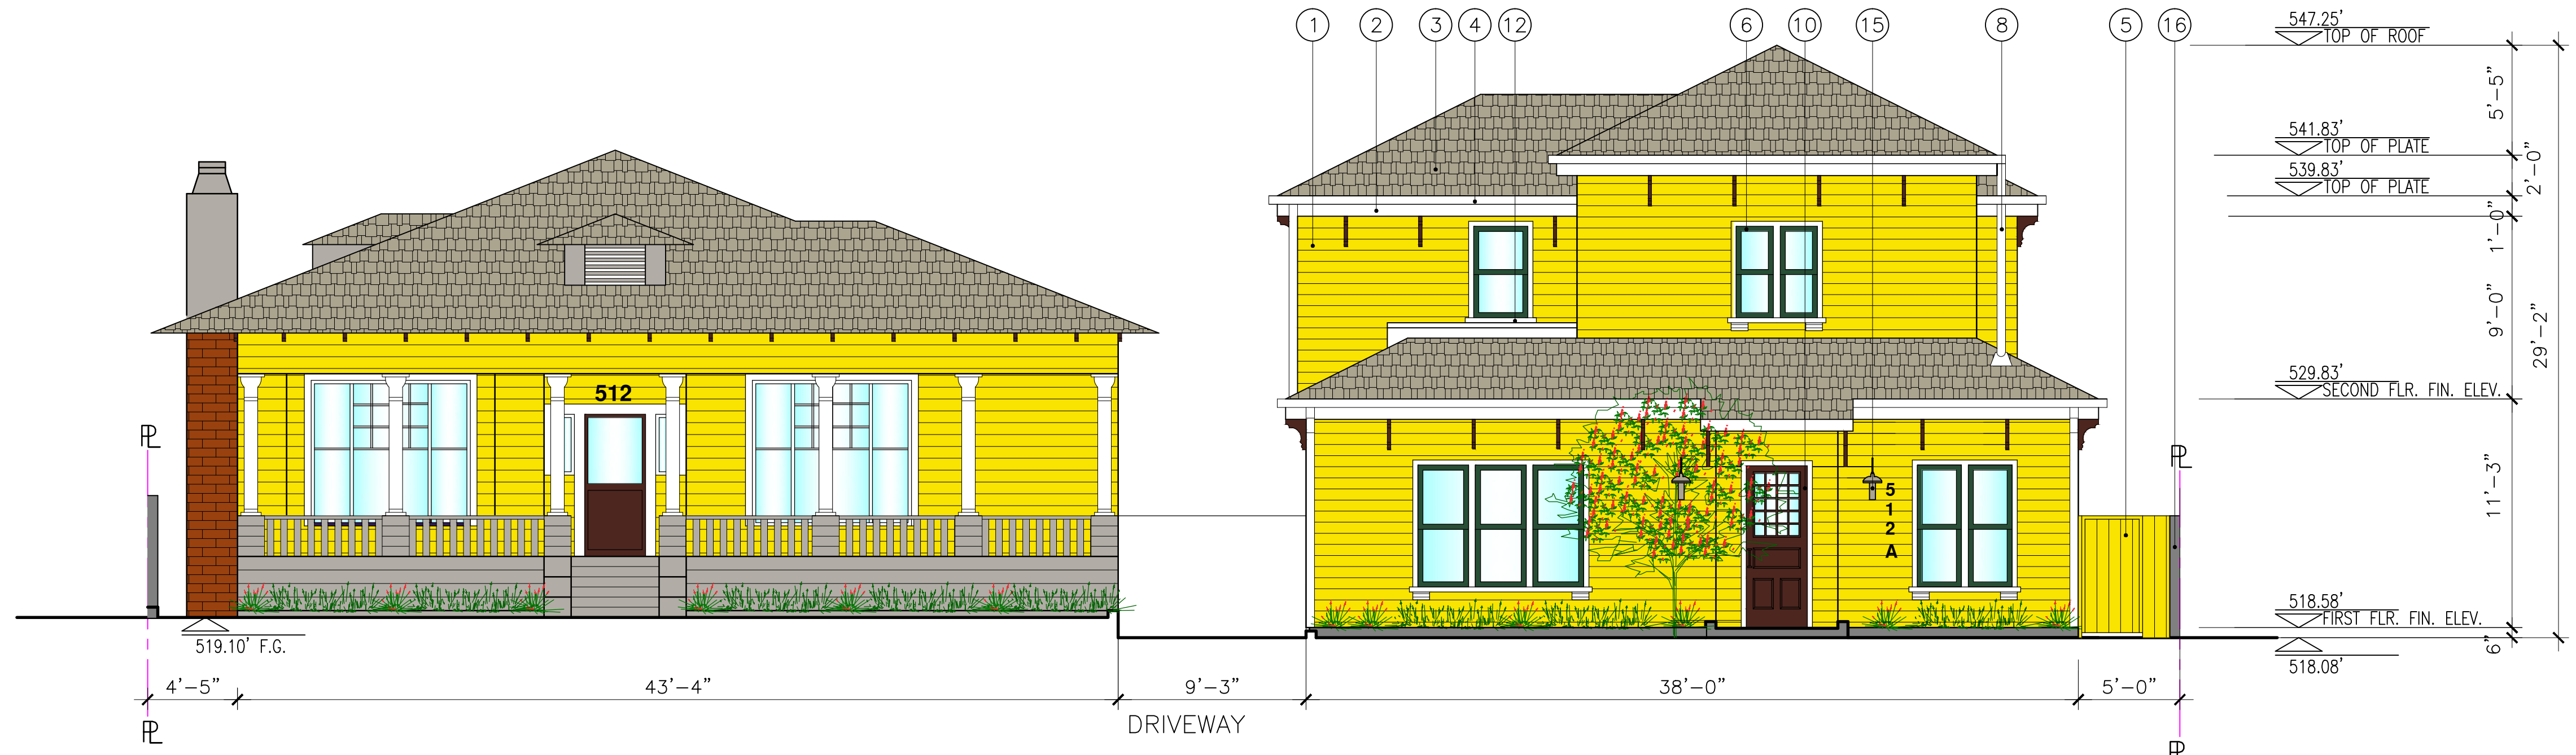 1 2 3 4 12 6 10 15 8 5 16
547.25'
TOP OF ROOF
5'-5"
541.83'
TOP OF PLATE
2'-0"
539.83'
TOP OF PLATE
1'-0"
9'-0"
29'-2"
529.83'
SECOND FLR. FIN. ELEV.
11'-3"
518.58'
FIRST FLR. FIN. ELEV.
6"
518.08'
512
5
1
2
A
PL
PL
519.10' F.G.
4'-5" 43'-4" 9'-3" 38'-0" 5'-0"
DRIVEWAY
PL
PL